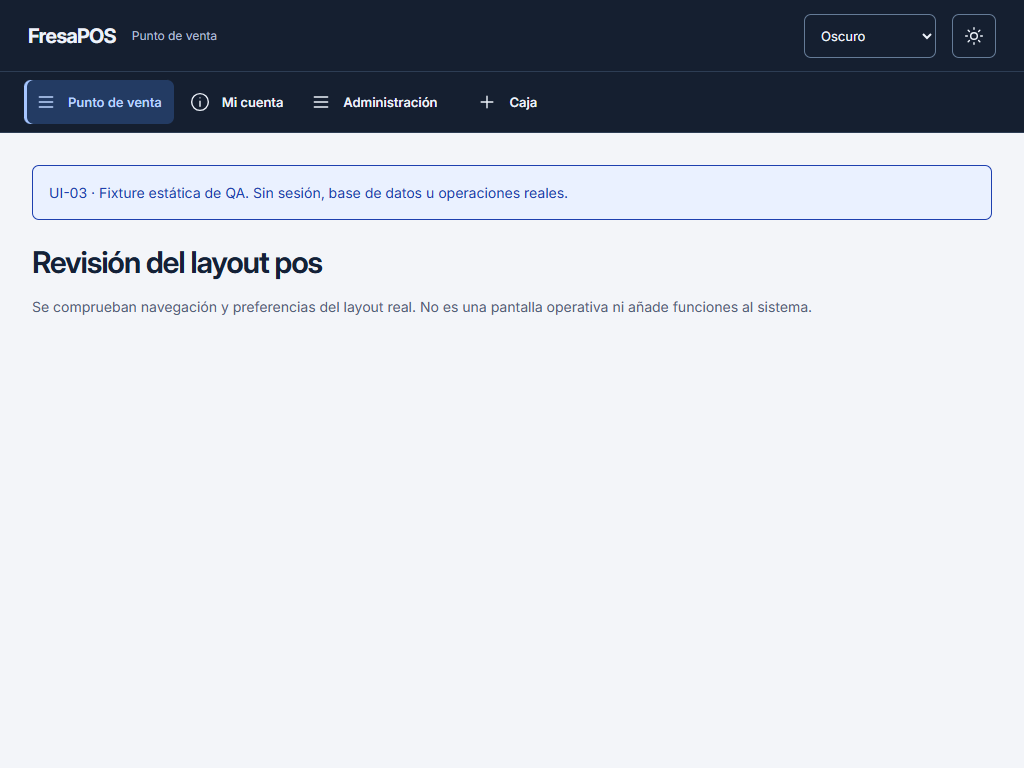 FresaPOS Punto de venta Oscuro
Punto de venta Mi cuenta Administración Caja
UI-03 · Fixture estática de QA. Sin sesión, base de datos u operaciones reales.
Revisión del layout pos
Se comprueban navegación y preferencias del layout real. No es una pantalla operativa ni añade funciones al sistema.